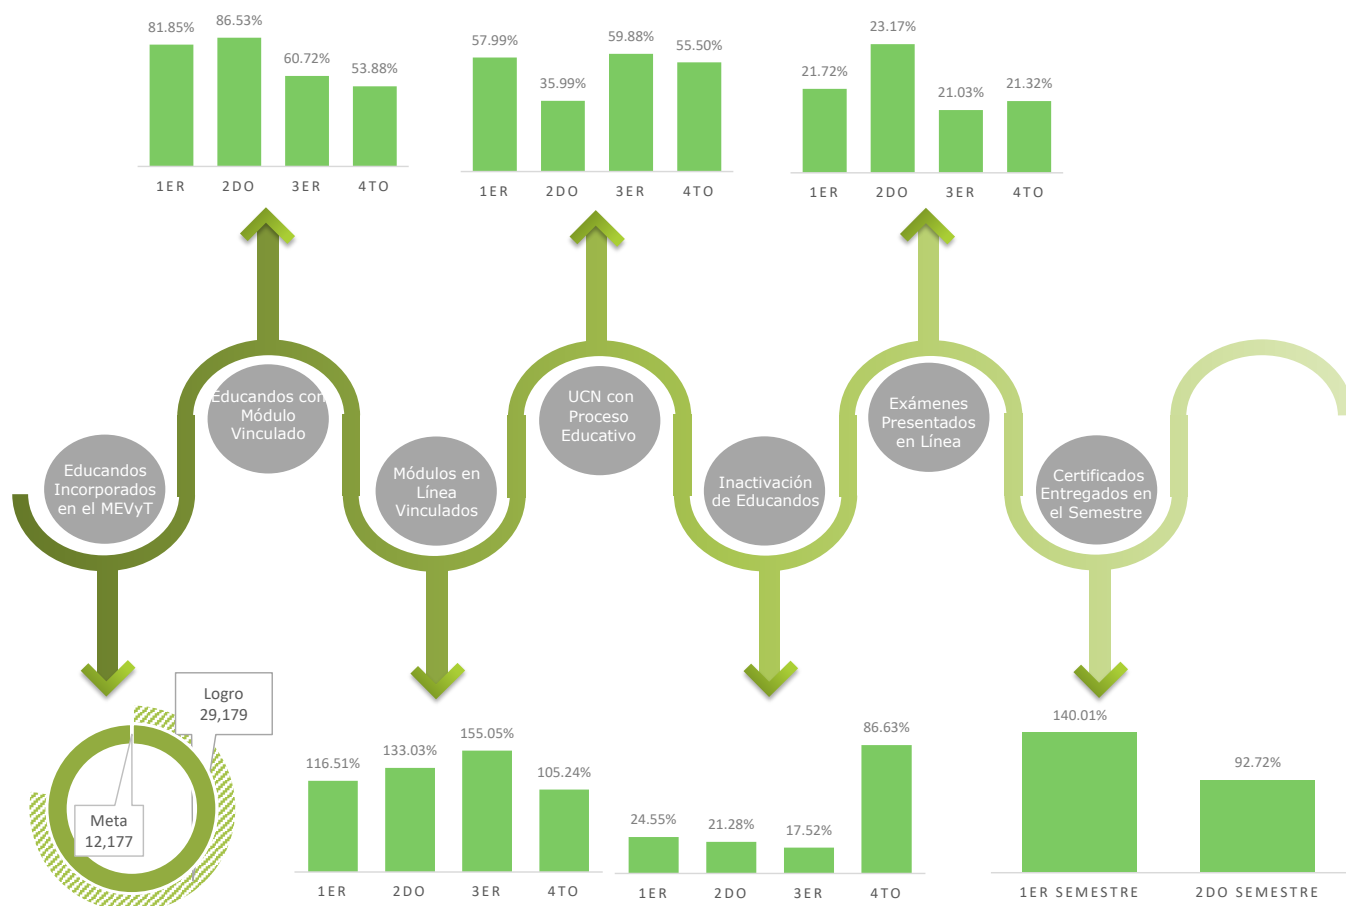 81.85%
86.53%
60.72%
53.88%
1ER
2DO
3ER
4TO
57.99%
35.99%
59.88%
55.50%
1ER
2DO
3ER
4TO
21.72%
23.17%
21.03%
21.32%
1ER
2DO
3ER
4TO
Educandos
Incorporados
en el MEVyT
Educandos con
Módulo
Vinculado
Módulos en
Línea
Vinculados
UCN con
Proceso
Educativo
Inactivación
de Educandos
Exámenes
Presentados
en Línea
Certificados
Entregados en
el Semestre
Logro
29,179
Meta
12,177
116.51%
133.03%
155.05%
105.24%
1ER
2DO
3ER
4TO
24.55%
21.28%
17.52%
86.63%
1ER
2DO
3ER
4TO
140.01%
92.72%
1ER SEMESTRE
2DO SEMESTRE